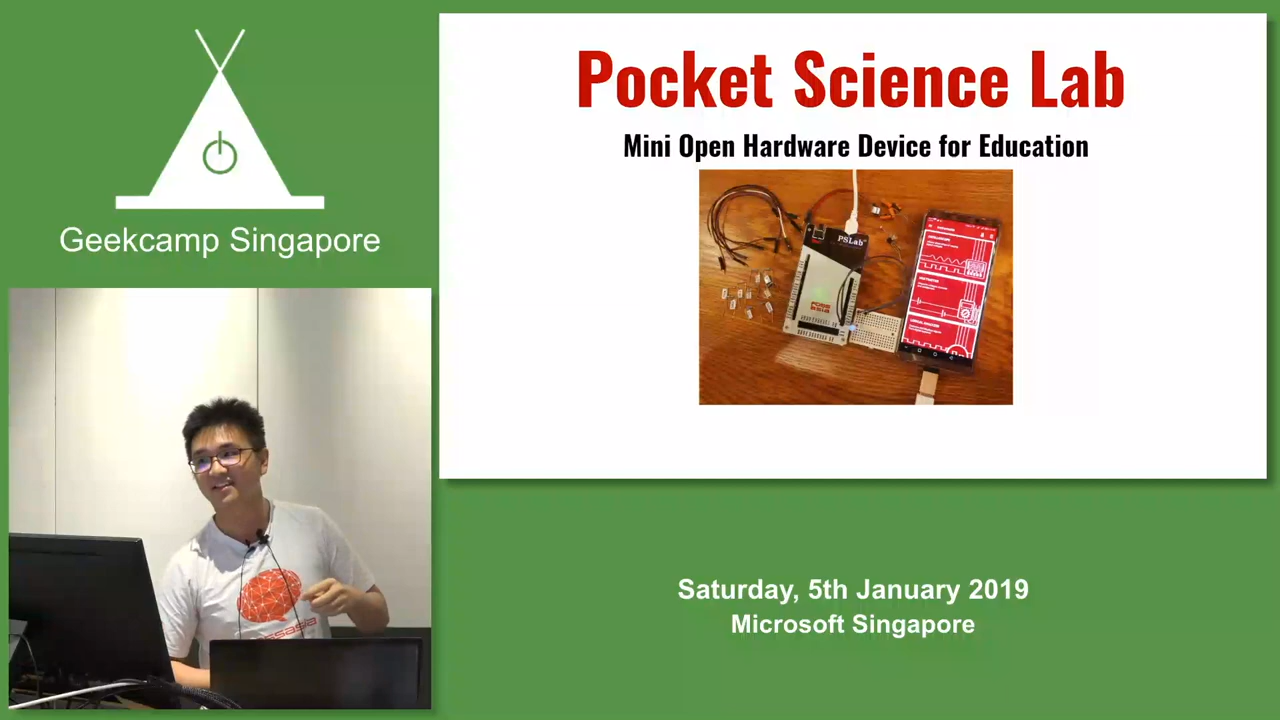 Geekcamp Singapore
Pocket Science Lab
Mini Open Hardware Device for Education
PSLab
Saturday, 5th January 2019
Microsoft Singapore